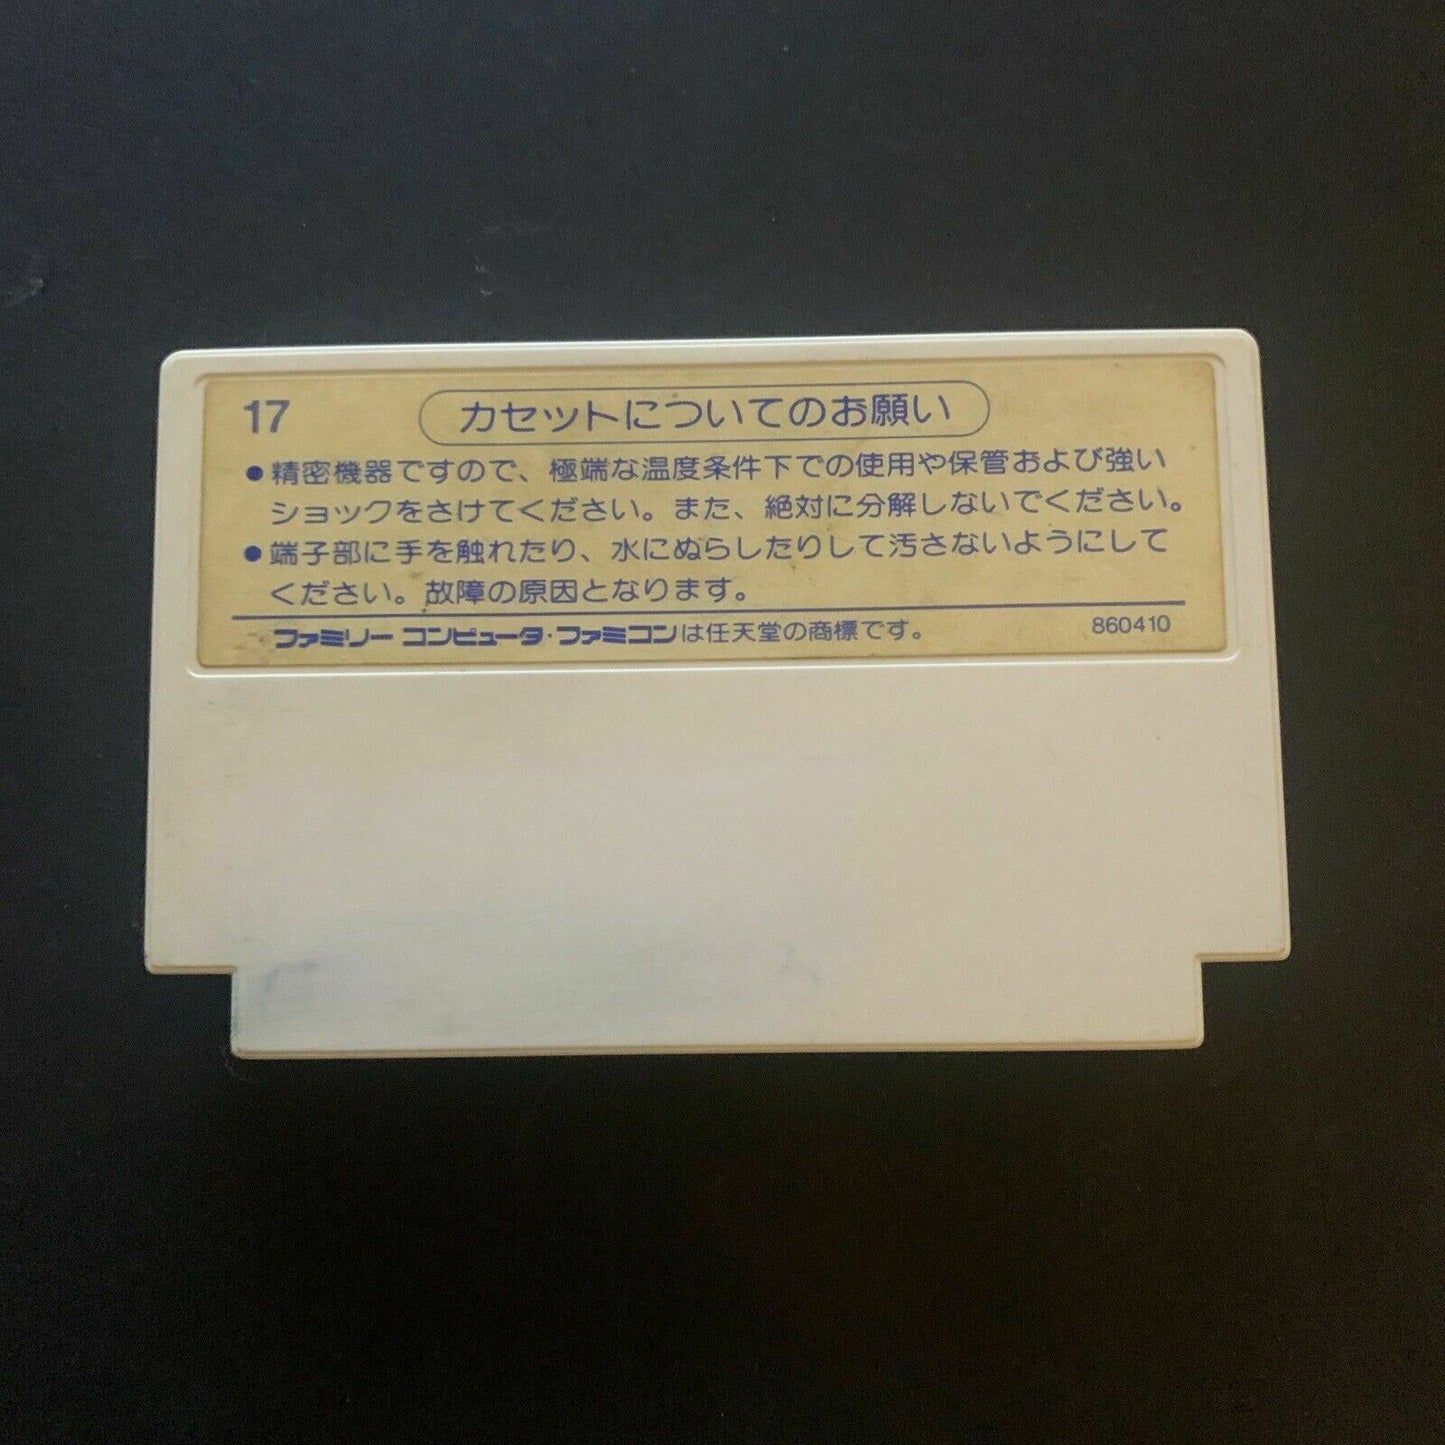 17
カセットについてのお願い
●精密機器ですので、極端な温度条件下での使用や保管および強い
ショックをさけてください。また、絶対に分解しないでください。
●端子部に手を触れたり、水にぬらしたりして汚さないようにして
ください。故障の原因となります。
ファミリー コンピュータ・ファミコンは任天堂の商標です。
860410